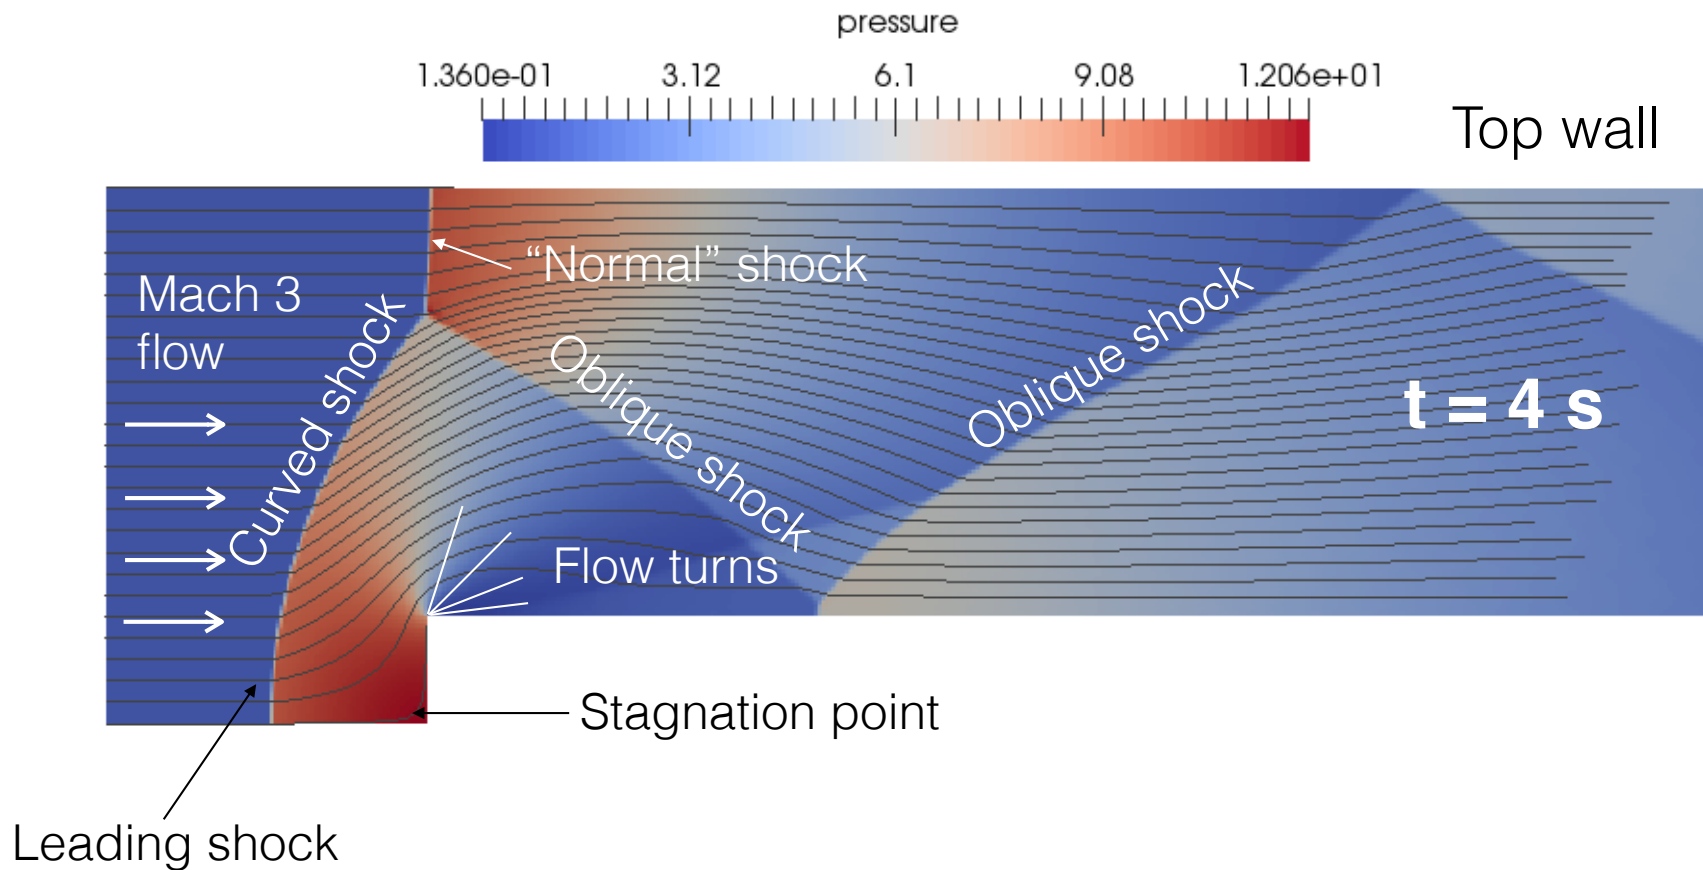 pressure
1.360e-01 3.12 6.1 9.08 1.206e+01
Top wall
"Normal" shock
Mach 3
flow
Curved shock
Oblique shock
Oblique shock
t = 4 s
Flow turns
Stagnation point
Leading shock